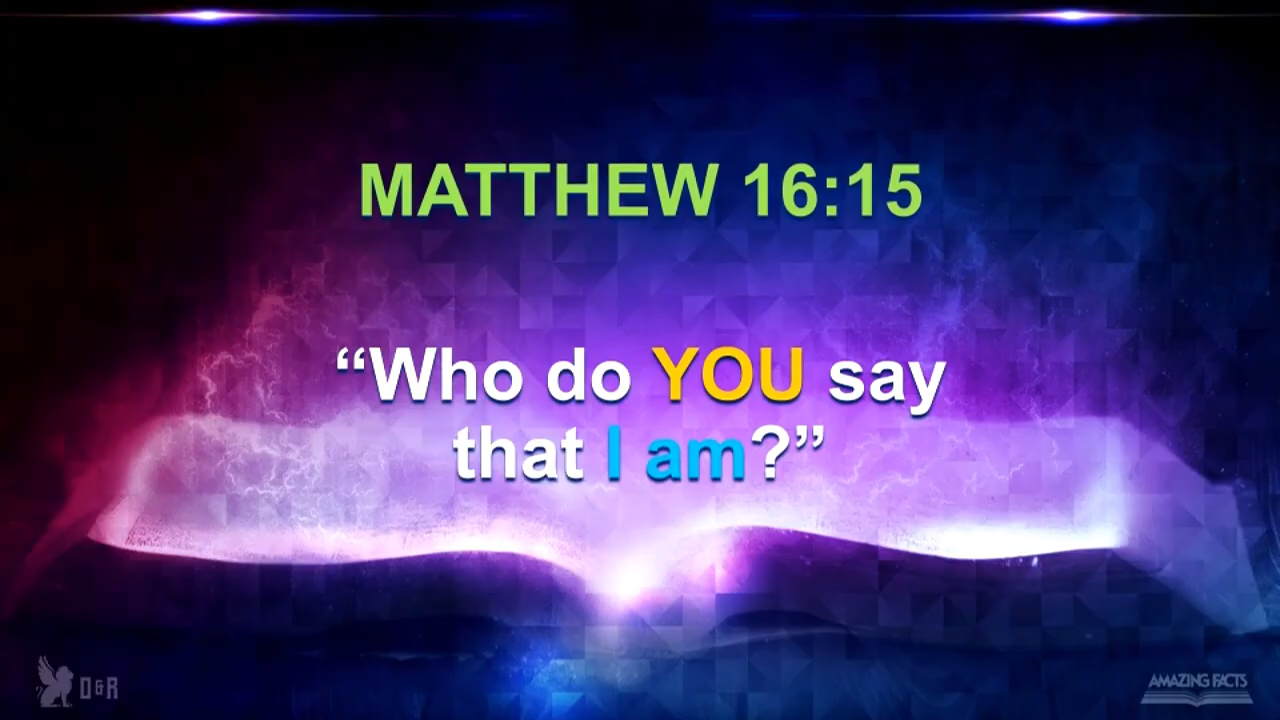 MATTHEW 16:15
“Who do YOU say
that I am?”
D&R
AMAZING FACTS